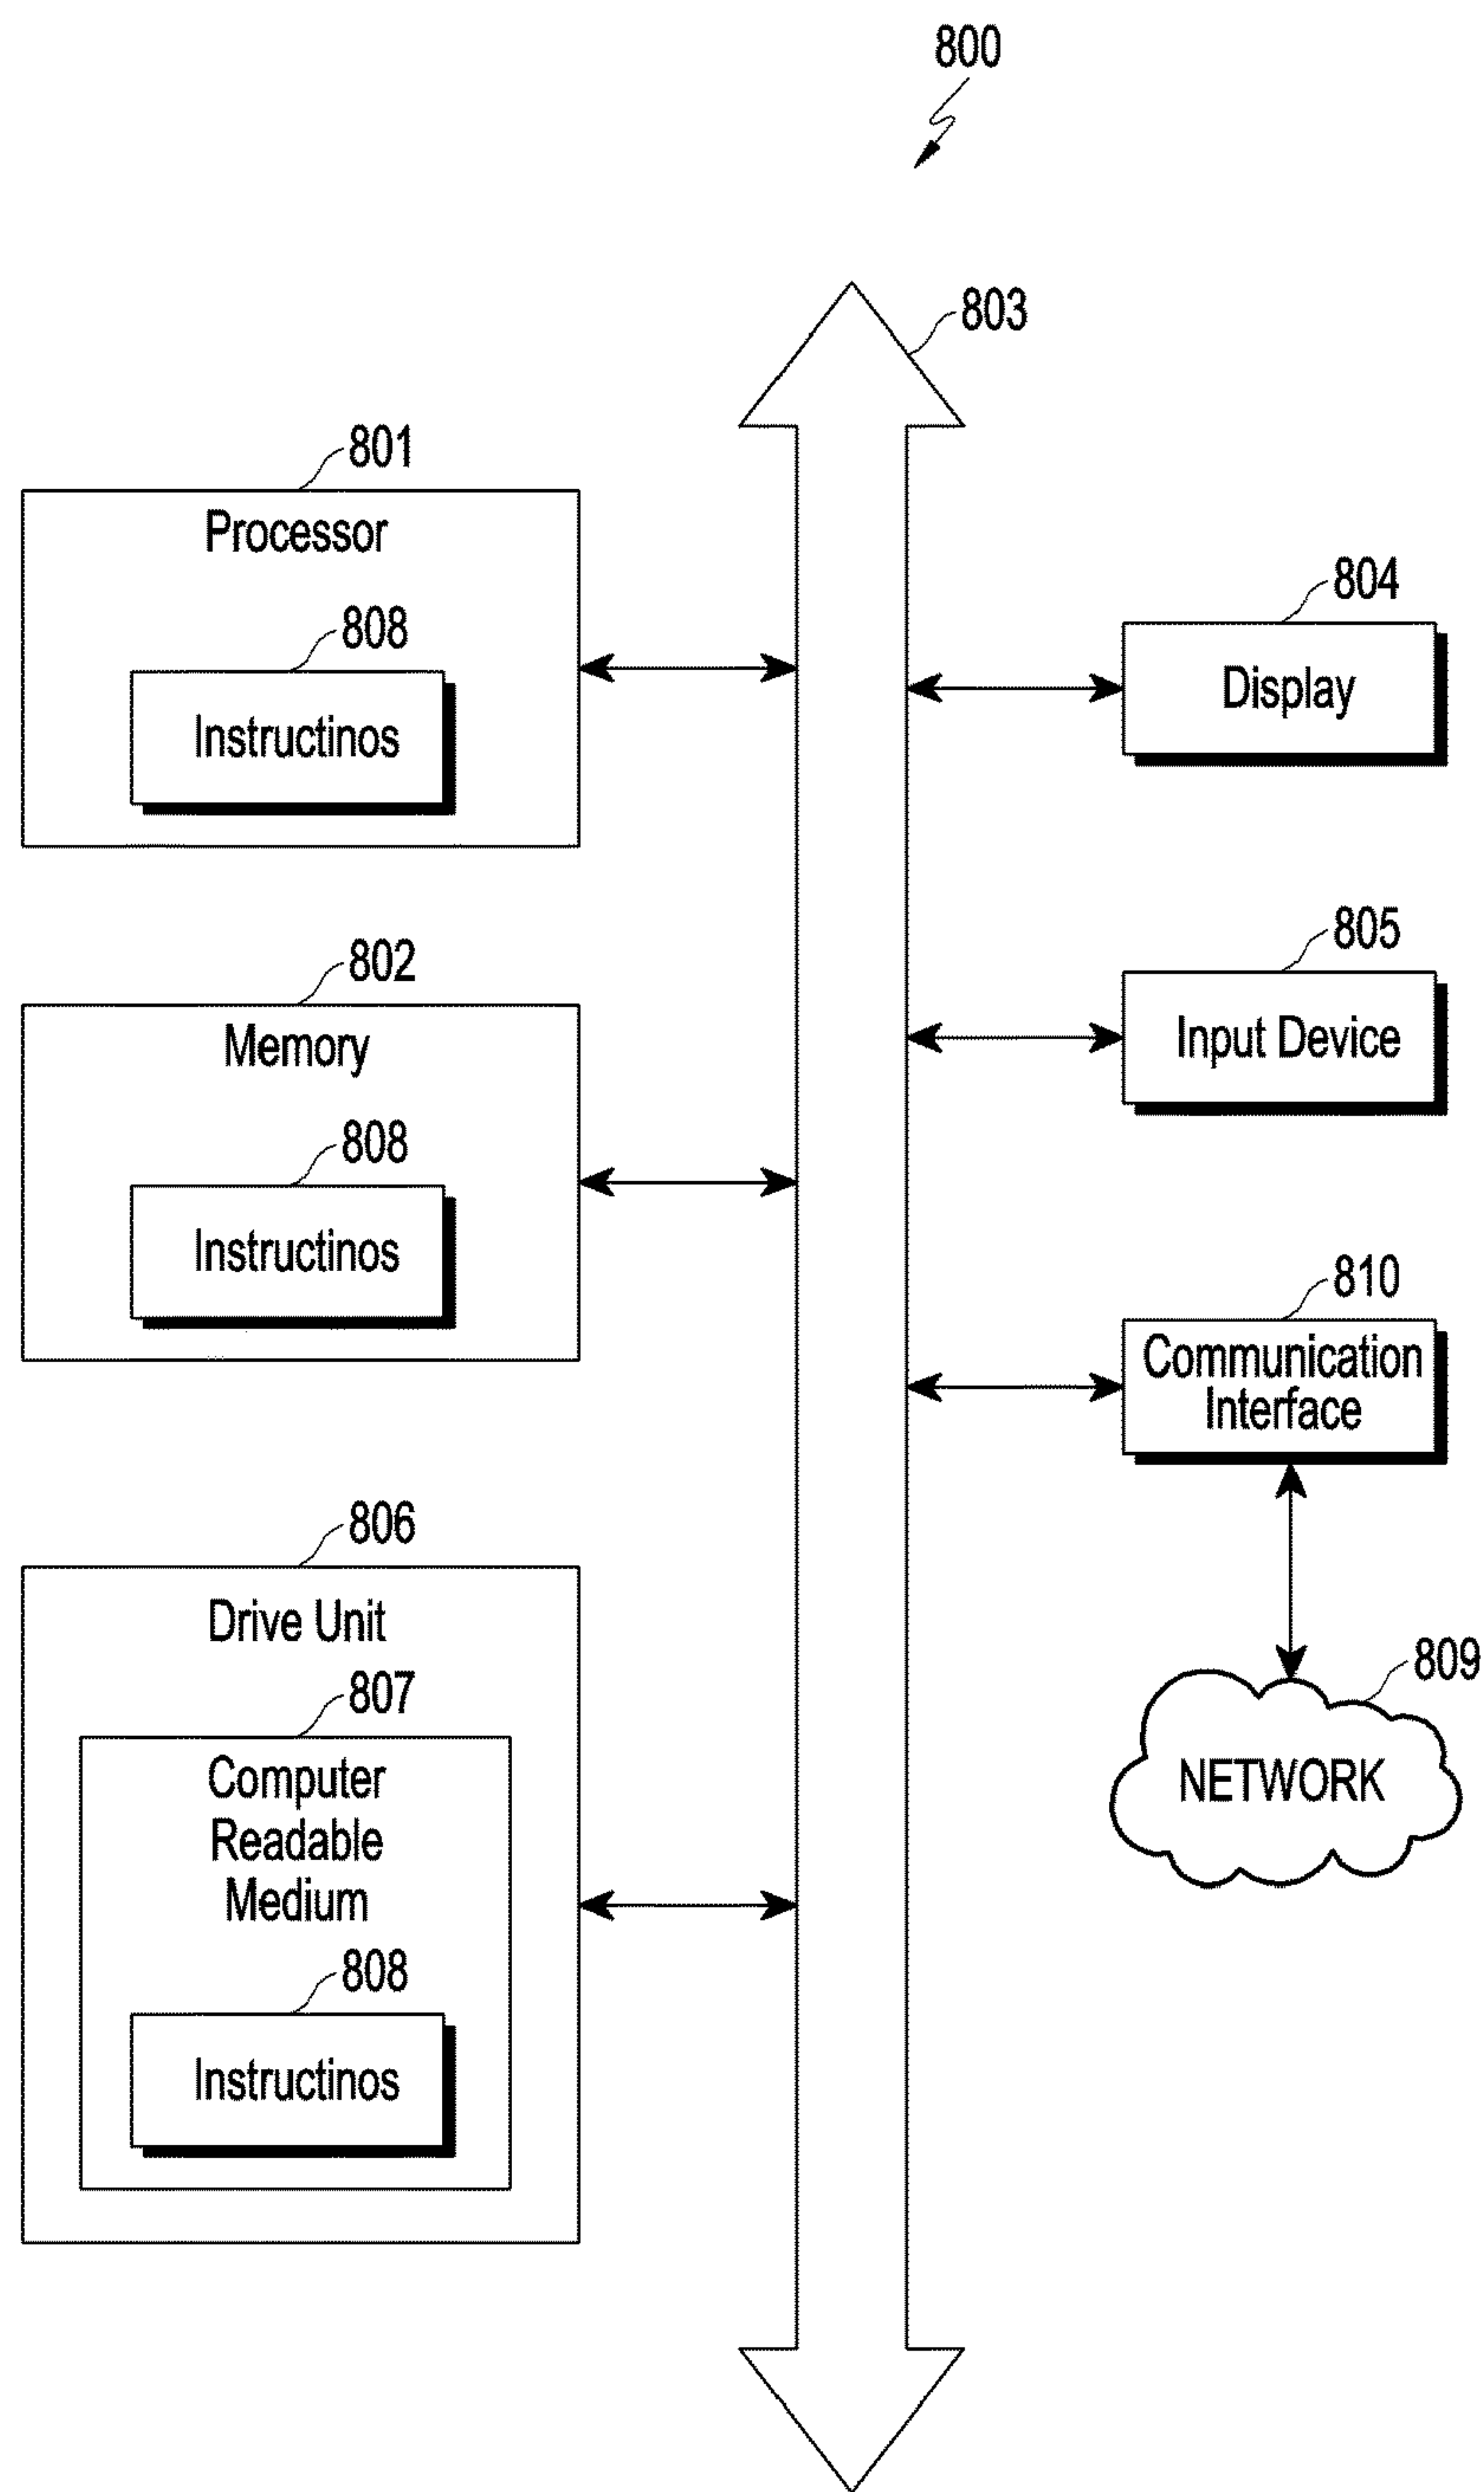 800
803
801
Processor
808
Instructinos
802
Memory
808
Instructinos
806
Drive Unit
807
Computer
Readable
Medium
808
Instructinos
804
Display
805
Input Device
810
Communication
Interface
809
NETWORK